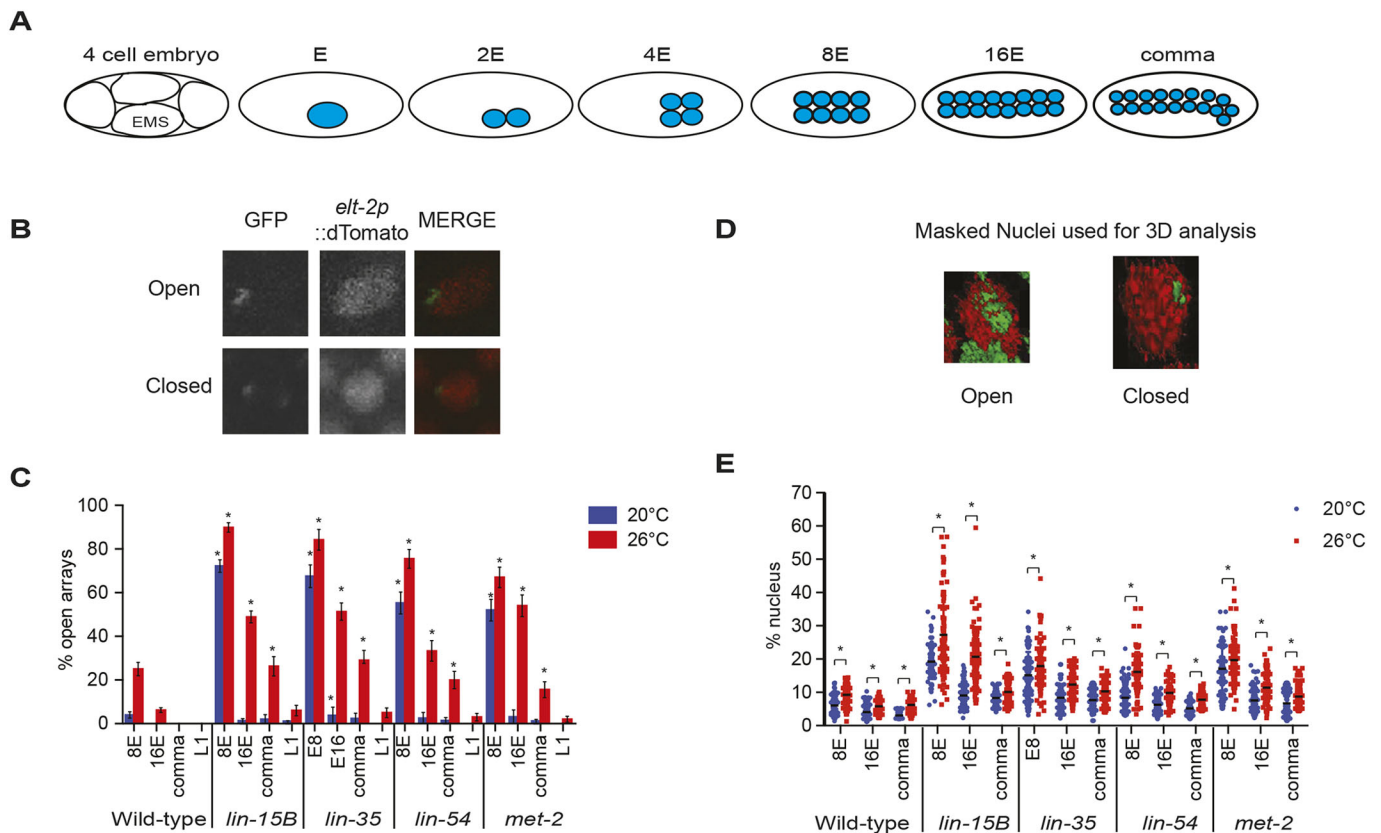 A
4 cell embryo E 2E 4E 8E 16E comma
EMS
B
GFP elt-2p ::dTomato MERGE
Open
Closed
D
Masked Nuclei used for 3D analysis
Open Closed
C
% open arrays
100
80
60
40
20
0
20°C
26°C
* * * * * * * * * * * * * * * * *
8E 16E comma L1 8E 16E comma L1 E8 E16 comma L1 8E 16E comma L1 8E 16E comma L1
Wild-type lin-15B lin-35 lin-54 met-2
E
% nucleus
70
60
50
40
30
20
10
0
20°C
26°C
* * * * * * * * * * * * * * *
8E 16E comma 8E 16E comma E8 16E comma 8E 16E comma 8E 16E comma
Wild-type lin-15B lin-35 lin-54 met-2